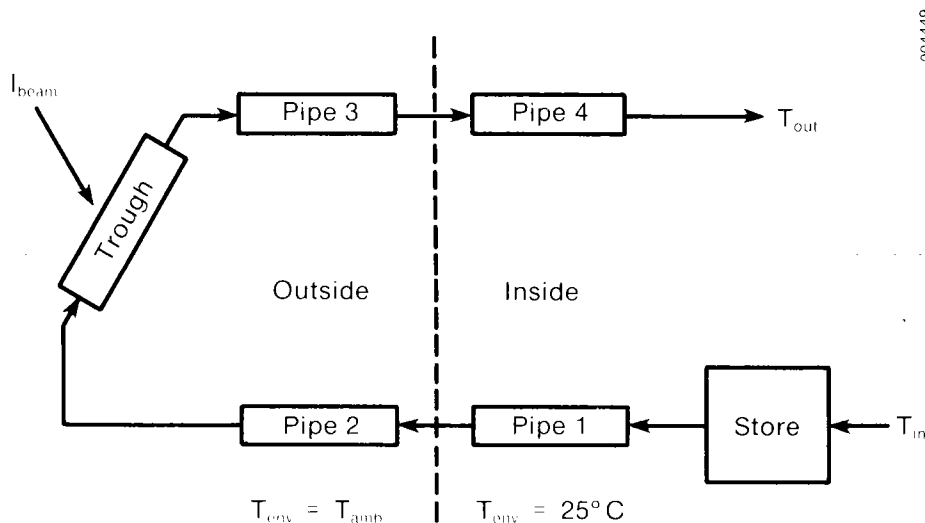 I_beam
Pipe 3
Pipe 4
T_out
Trough
Outside
Inside
Pipe 2
Pipe 1
Store
T_in
T_env = T_amb
T_env = 25° C